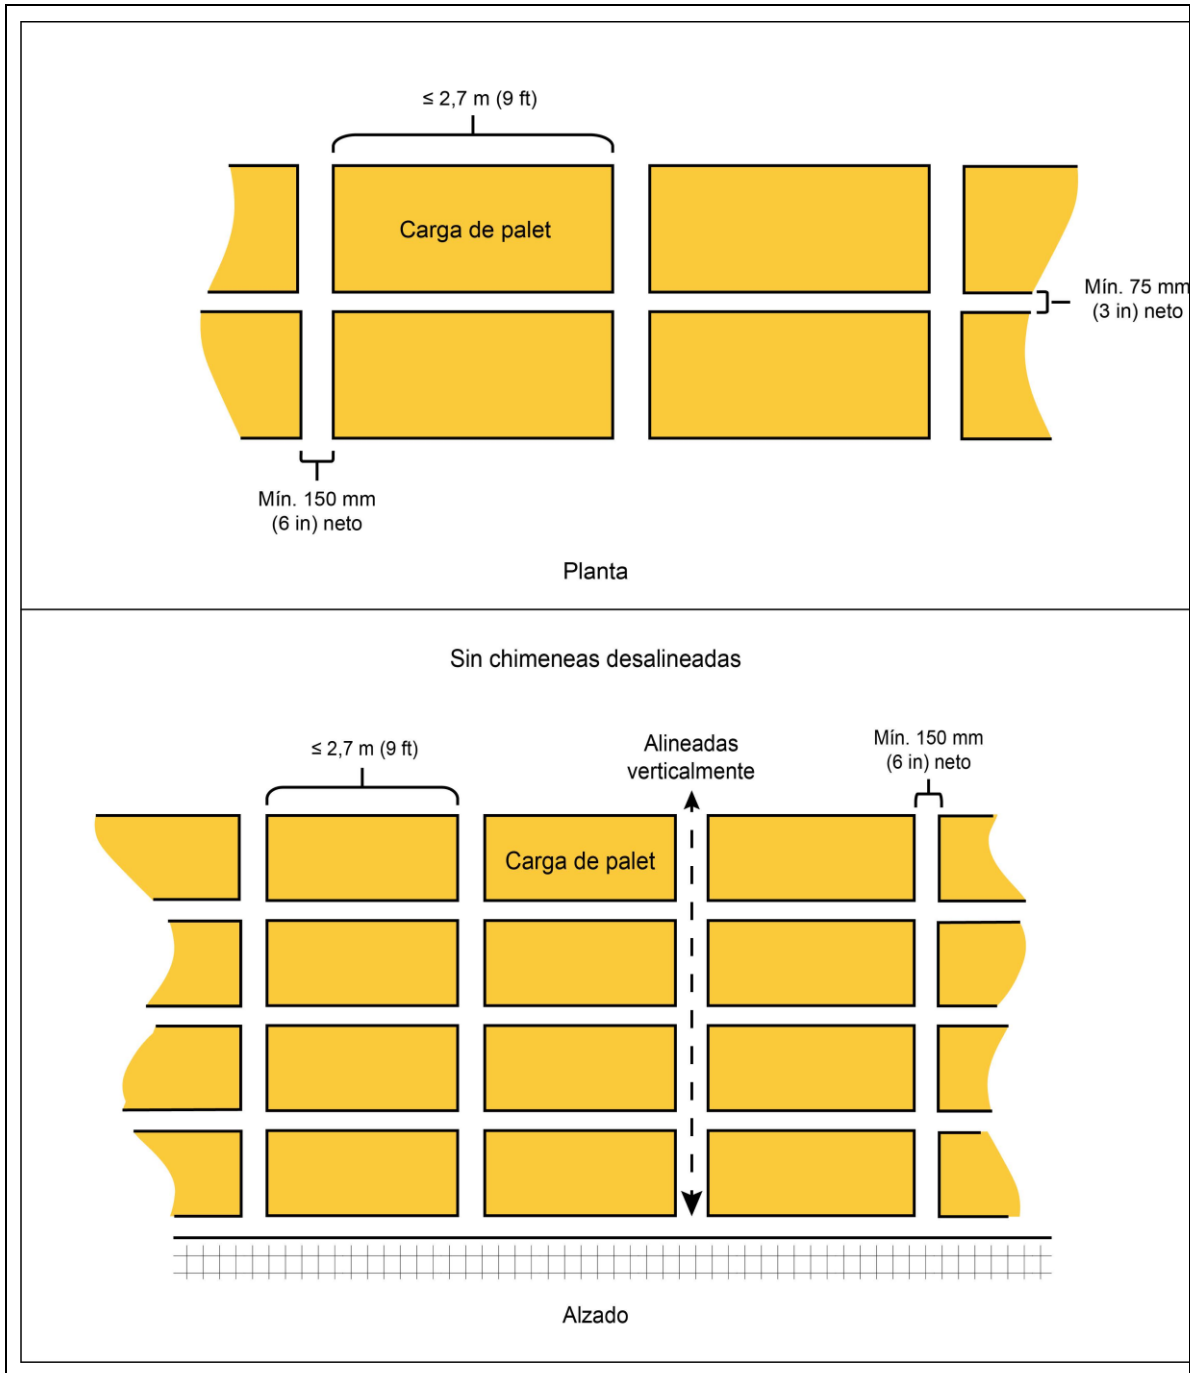 ≤ 2,7 m (9 ft)
Carga de palet
Mín. 75 mm
(3 in) neto
Mín. 150 mm
(6 in) neto
Planta
Sin chimeneas desalineadas
≤ 2,7 m (9 ft)
Alineadas
verticalmente
Mín. 150 mm
(6 in) neto
Carga de palet
Alzado